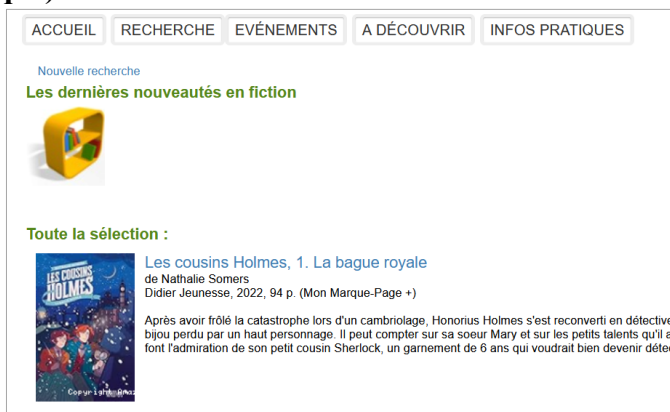 ACCUEIL RECHERCHE EVÉNEMENTS A DÉCOUVRIR INFOS PRATIQUES
Nouvelle recherche
Les dernières nouveautés en fiction
Toute la sélection :
LES COUSINS
HOLMES
Les cousins Holmes, 1. La bague royale
de Nathalie Somers
Didier Jeunesse, 2022, 94 p. (Mon Marque-Page +)
Après avoir frôlé la catastrophe lors d'un cambriolage, Honorius Holmes s'est reconverti en détective
bijou perdu par un haut personnage. Il peut compter sur sa soeur Mary et sur les petits talents qu'il a
font l'admiration de son petit cousin Sherlock, un garnement de 6 ans qui voudrait bien devenir déte
Copyright Ama